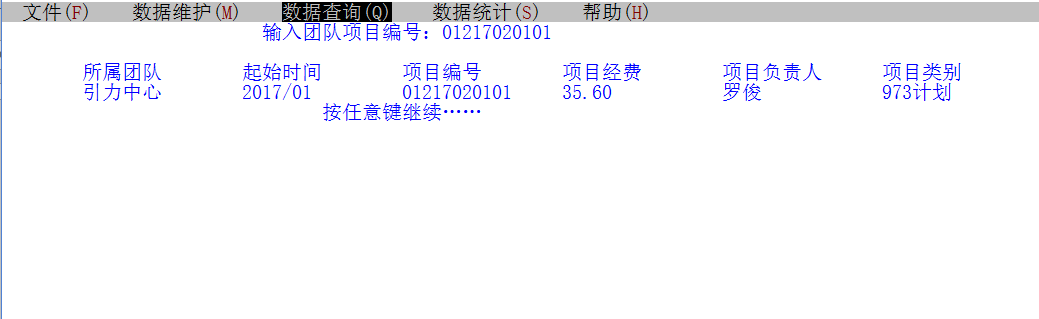 文件(F) 数据维护(M) 数据查询(Q) 数据统计(S) 帮助(H)
输入团队项目编号：01217020101
所属团队 起始时间 项目编号 项目经费 项目负责人 项目类别
引力中心 2017/01 01217020101 35.60 罗俊 973计划
按任意键继续……